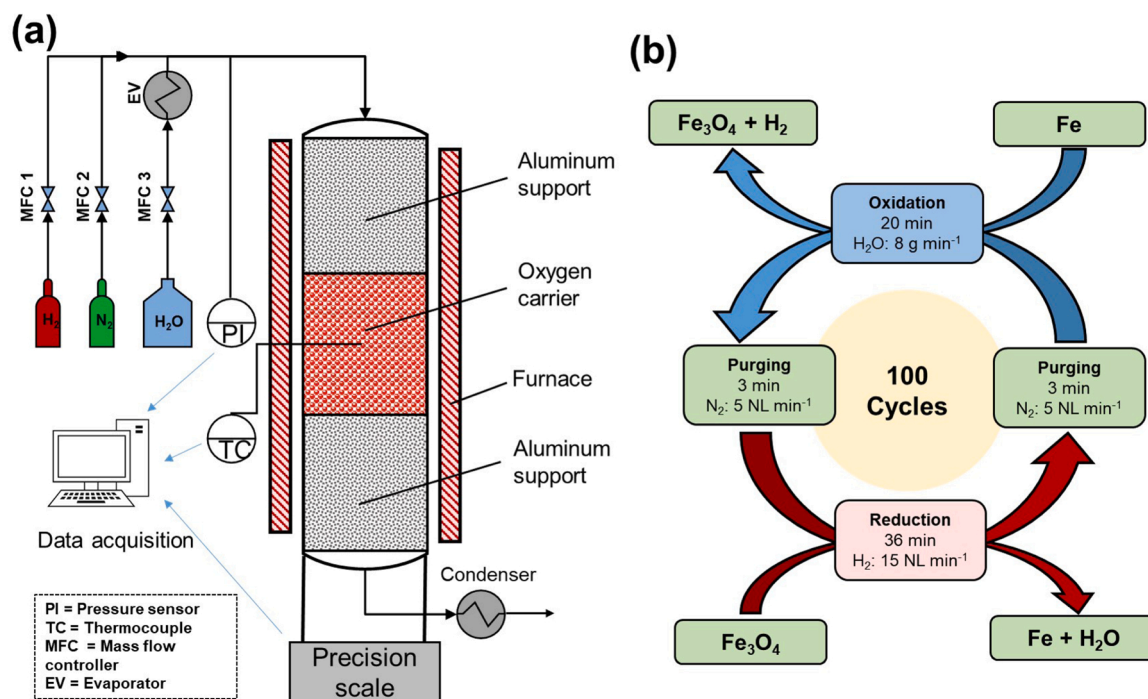 (a)
EV
MFC 1
MFC 2
MFC 3
H₂
N₂
H₂O
PI
TC
Aluminum
support
Oxygen
carrier
Furnace
Aluminum
support
Data acquisition
Condenser
Precision
scale
PI = Pressure sensor
TC = Thermocouple
MFC = Mass flow
controller
EV = Evaporator
(b)
Fe₃O₄ + H₂
Fe
Oxidation
20 min
H₂O: 8 g min⁻¹
Purging
3 min
N₂: 5 NL min⁻¹
100
Cycles
Purging
3 min
N₂: 5 NL min⁻¹
Reduction
36 min
H₂: 15 NL min⁻¹
Fe₃O₄
Fe + H₂O